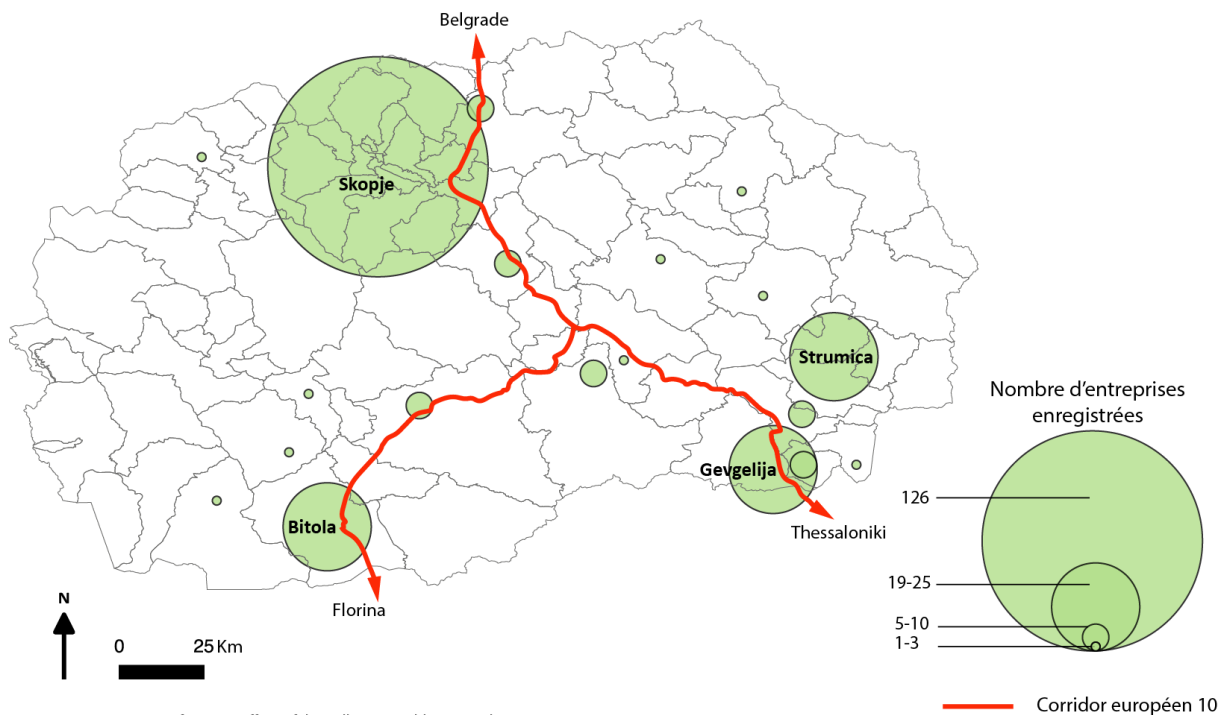 Belgrade
Skopje
Strumica
Gevgelija
Bitola
Thessaloniki
Florina
N
0 25 Km
Nombre d'entreprises
enregistrées
126
19-25
5-10
1-3
Corridor européen 10